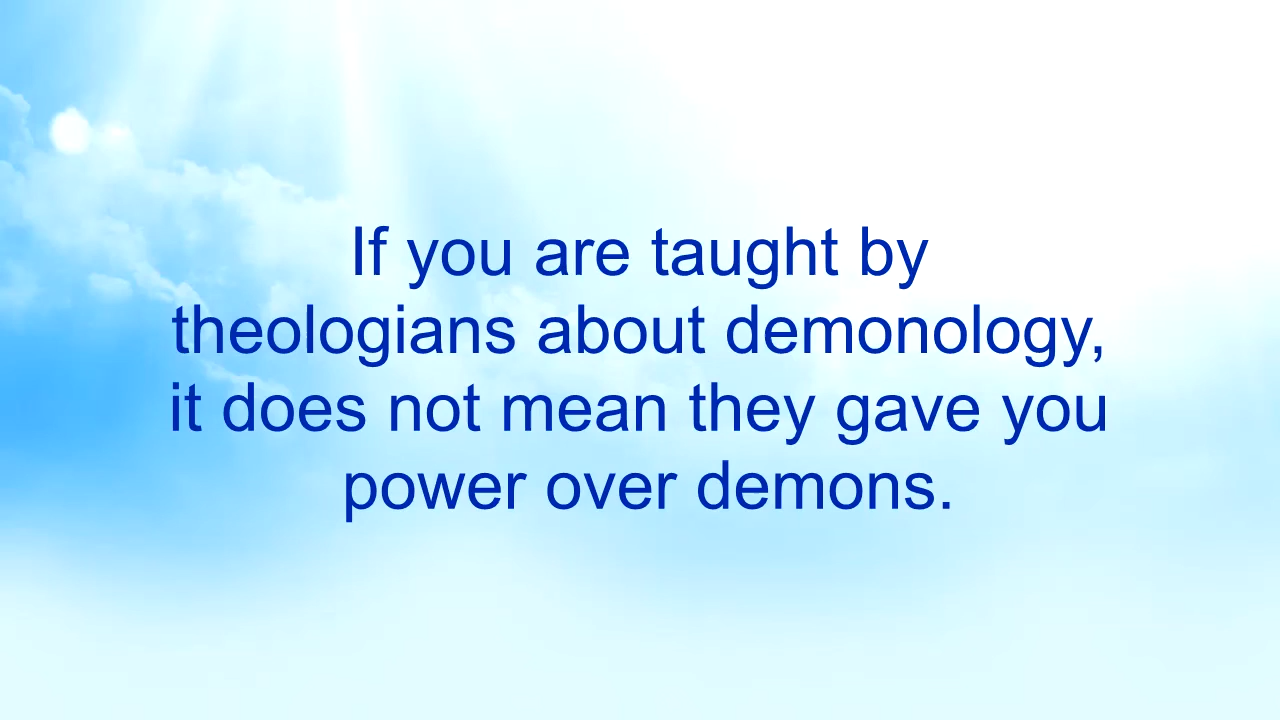 If you are taught by
theologians about demonology,
it does not mean they gave you
power over demons.